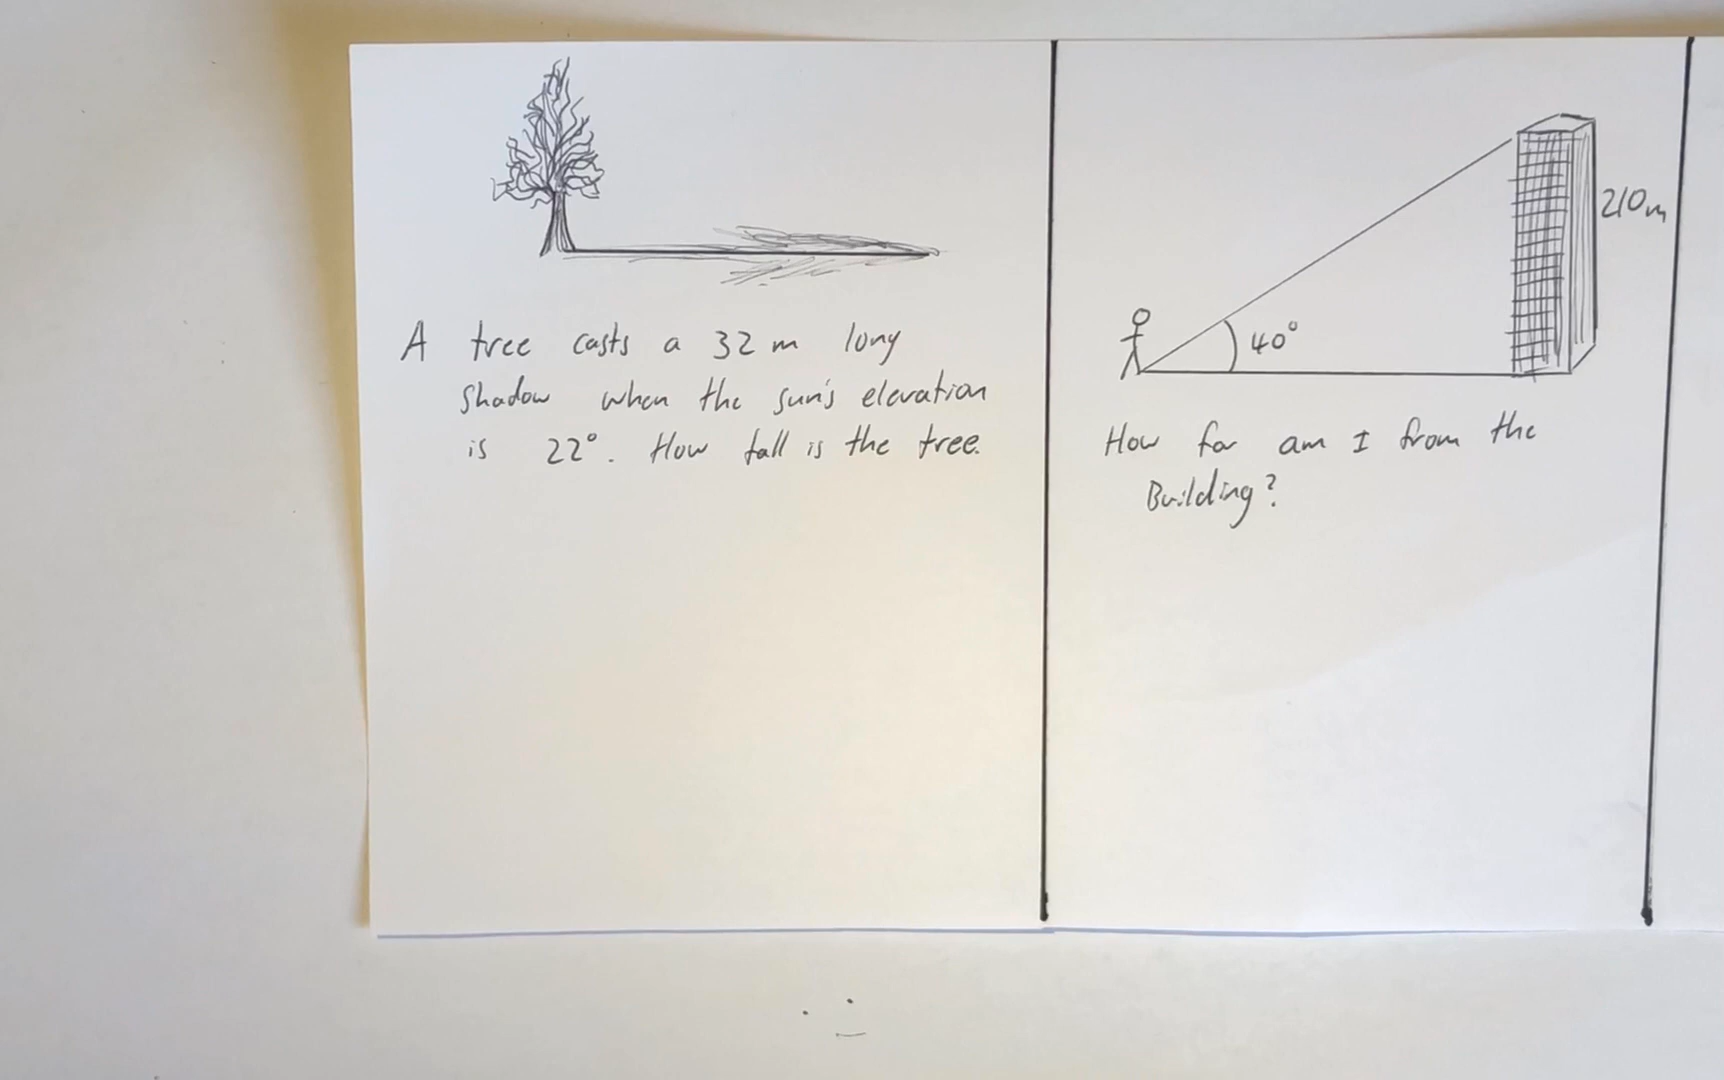 A tree casts a 32 m long
shadow when the sun's elevation
is 22°. How tall is the tree.
210m
40°
How far am I from the
Building?